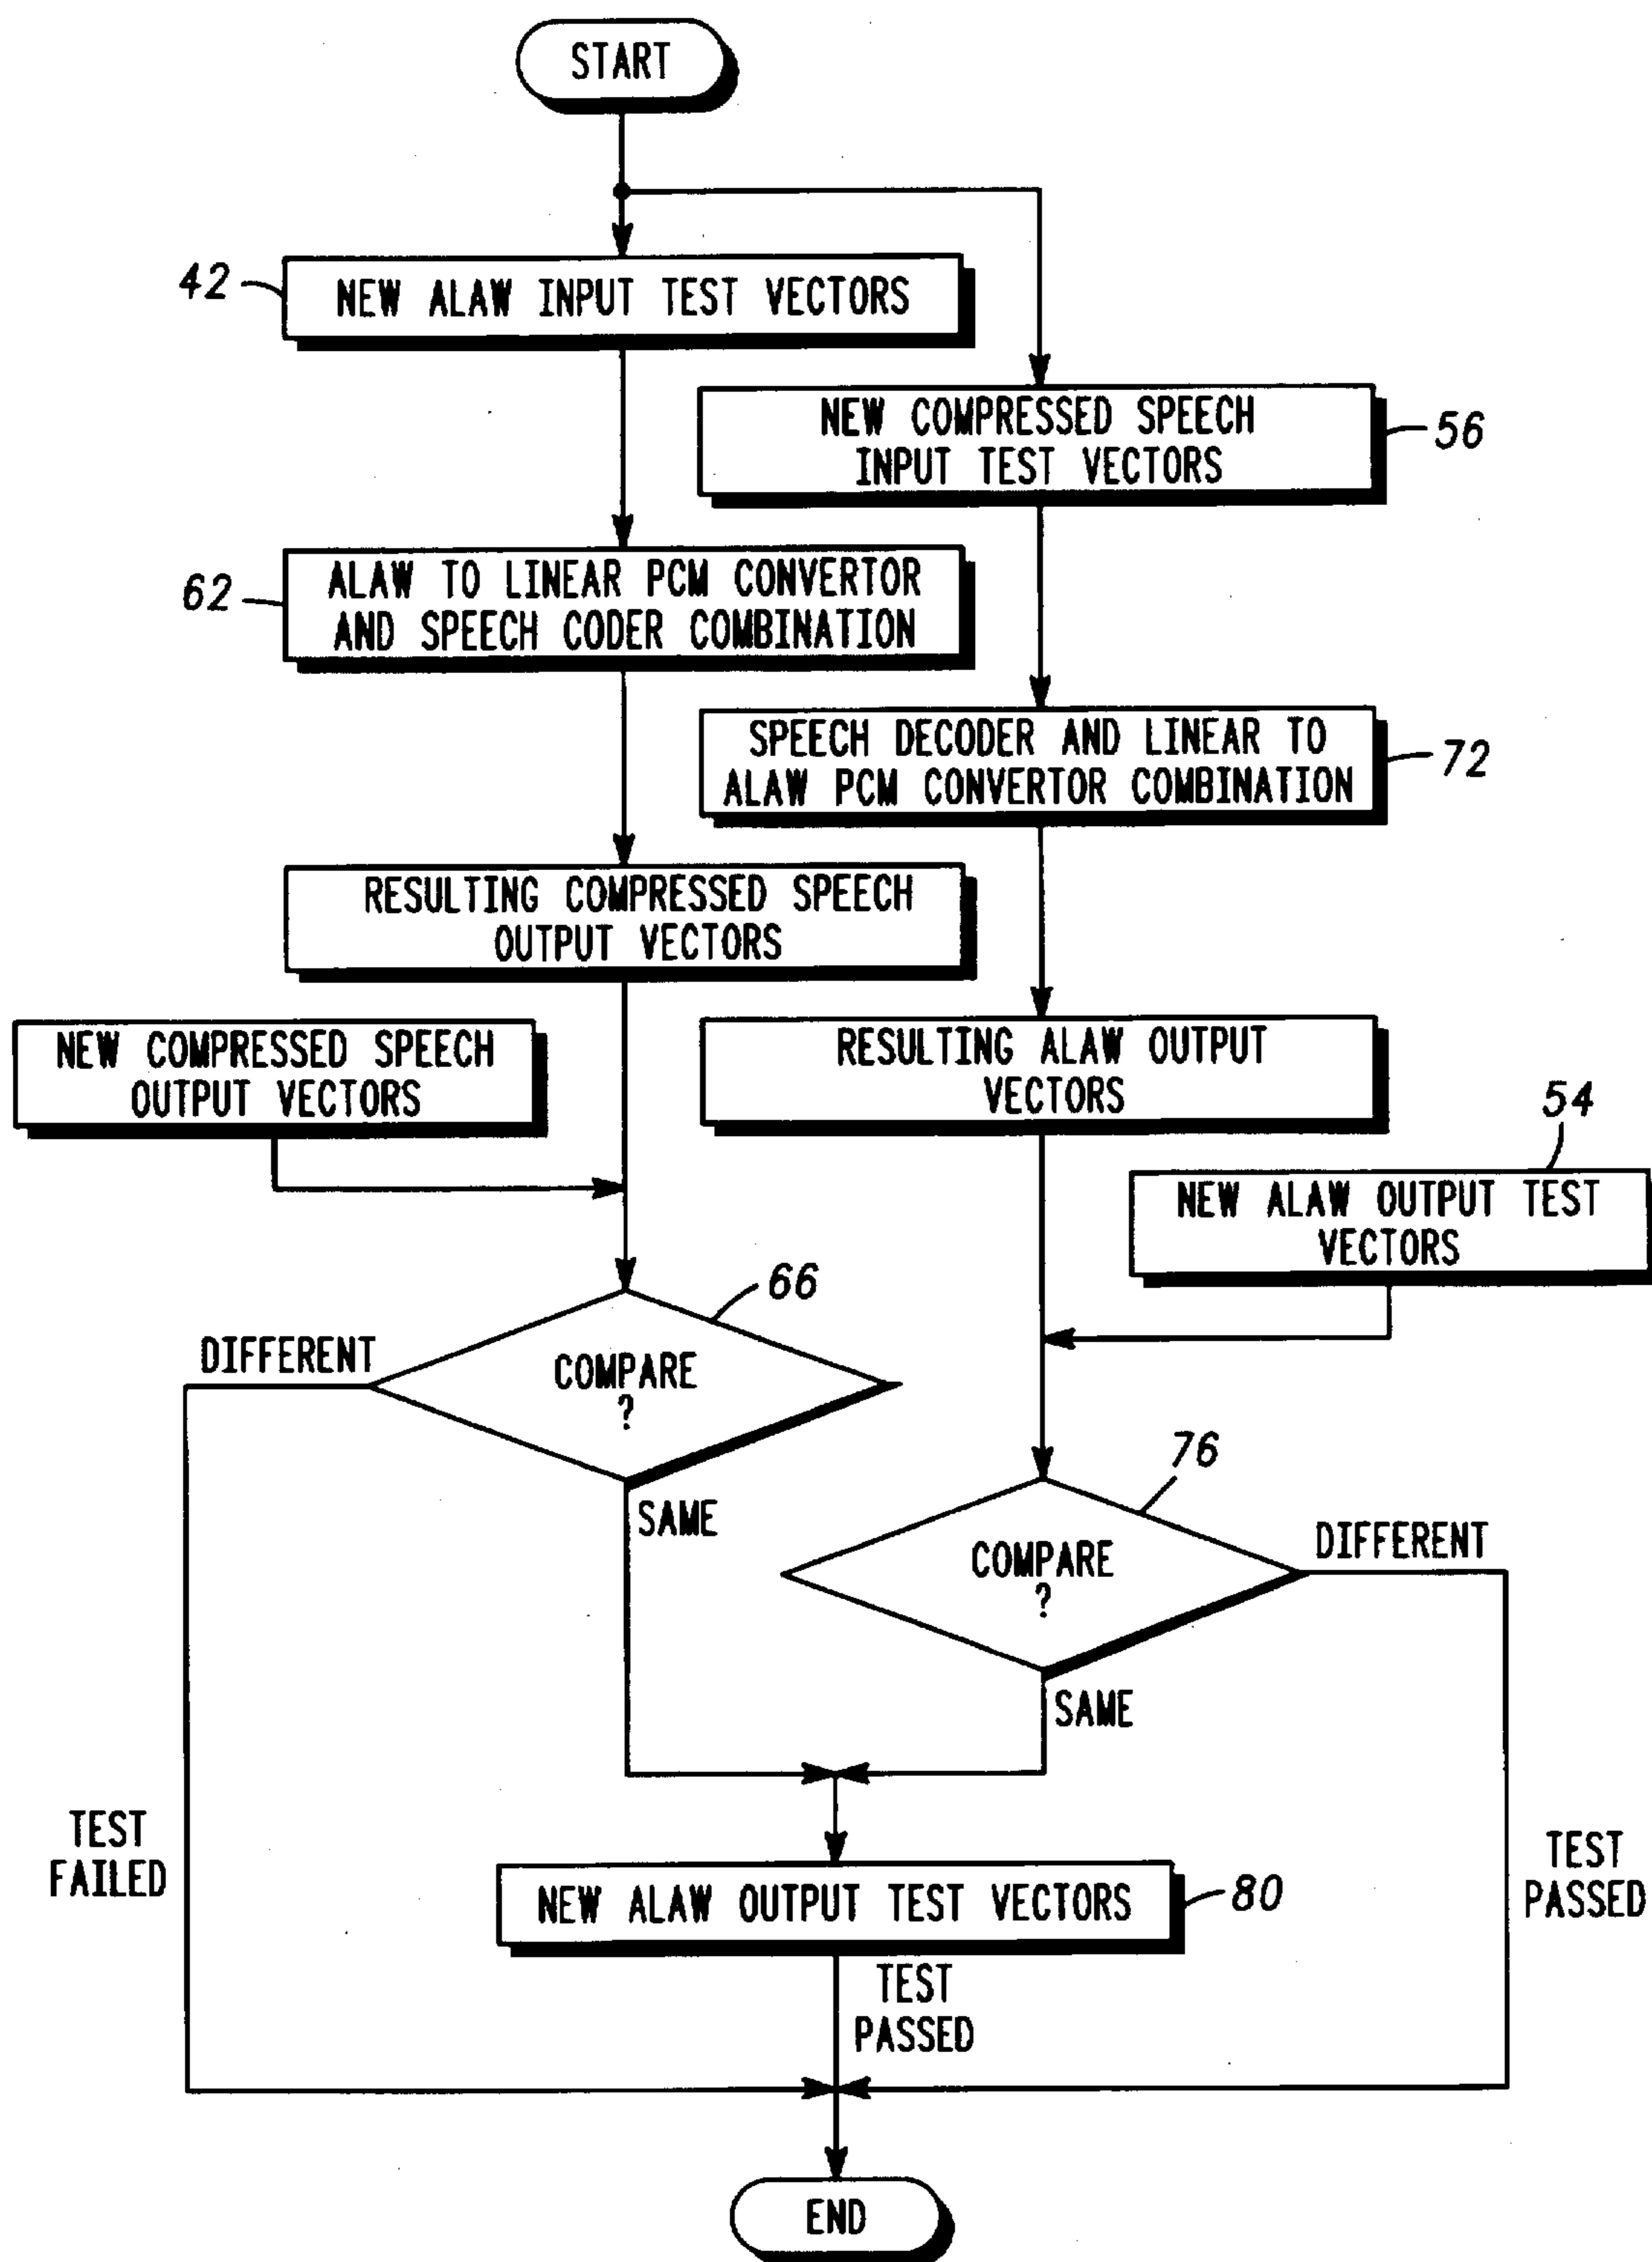 START
42
NEW ALAW INPUT TEST VECTORS
NEW COMPRESSED SPEECH
INPUT TEST VECTORS
56
62
ALAW TO LINEAR PCM CONVERTOR
AND SPEECH CODER COMBINATION
SPEECH DECODER AND LINEAR TO
ALAW PCM CONVERTOR COMBINATION
72
RESULTING COMPRESSED SPEECH
OUTPUT VECTORS
NEW COMPRESSED SPEECH
OUTPUT VECTORS
RESULTING ALAW OUTPUT
VECTORS
54
NEW ALAW OUTPUT TEST
VECTORS
66
DIFFERENT
COMPARE
?
SAME
76
COMPARE
?
DIFFERENT
SAME
TEST
FAILED
TEST
PASSED
NEW ALAW OUTPUT TEST VECTORS
80
TEST
PASSED
END